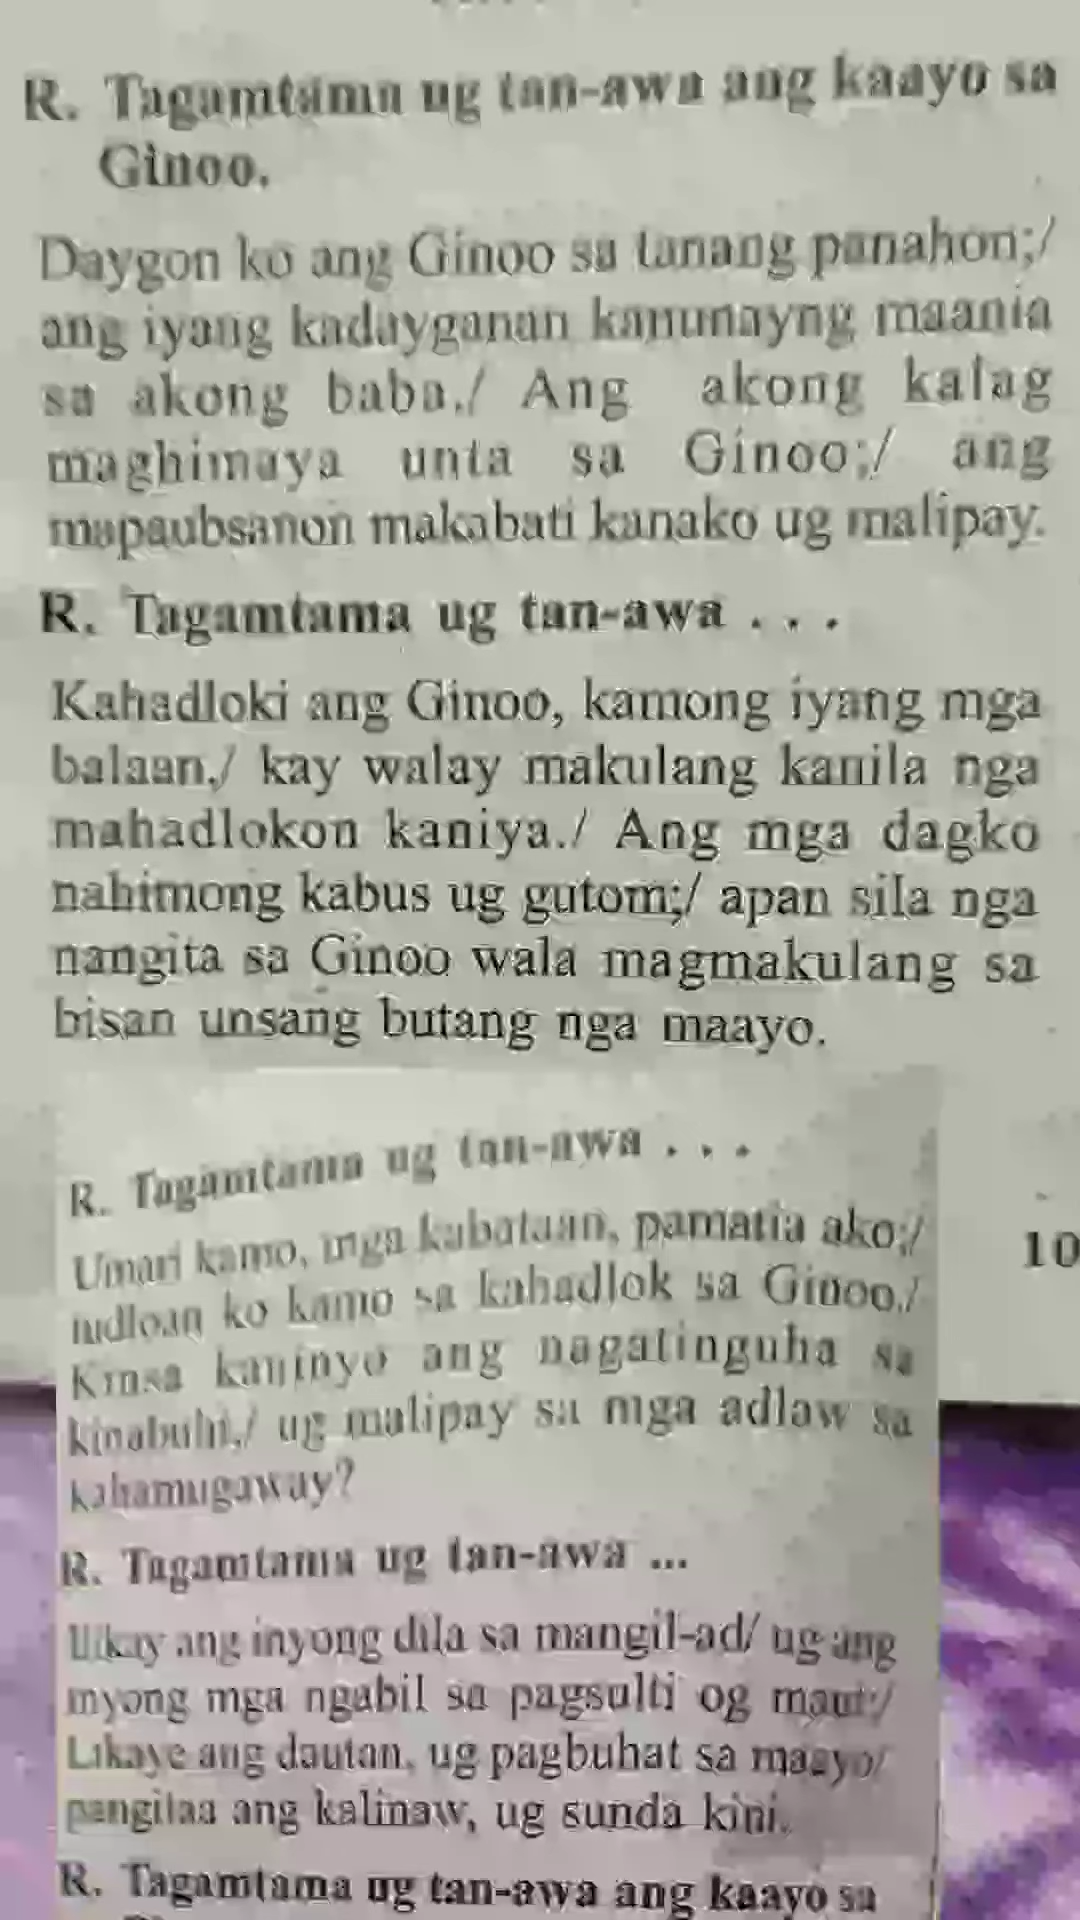 R. Tagamtama ug tan-awa ang kaayo sa
Ginoo.
Daygon ko ang Ginoo sa tanang panahon;/
ang iyang kadayganan kanunayng maania
sa akong baba./ Ang akong kalag
maghimaya unta sa Ginoo;/ ang
mapaubsanon makabati kanako ug malipay.
R. Tagamtama ug tan-awa . . .
Kahadloki ang Ginoo, kamong iyang mga
balaan,/ kay walay makulang kanila nga
mahadlokon kaniya./ Ang mga dagko
nahimong kabus ug gutom;/ apan sila nga
nangita sa Ginoo wala magmakulang sa
bisan unsang butang nga maayo.
R. Tagamtama ug tan-awa . . .
Umari kamo, mga kabataan, pamatia ako;/
tudloan ko kamo sa kahadlok sa Ginoo./
Kinsa kaninyo ang nagatinguha sa
kinabuhi,/ ug malipay sa mga adlaw sa
kahamugaway?
R. Tagamtama ug tan-awa ...
Likay ang inyong dila sa mangil-ad/ ug ang
inyong mga ngabil sa pagsulti og maut;/
Likaye ang dautan, ug pagbuhat sa maayo/
pangitaa ang kalinaw, ug sunda kini.
R. Tagamtama ug tan-awa ang kaayo sa
10